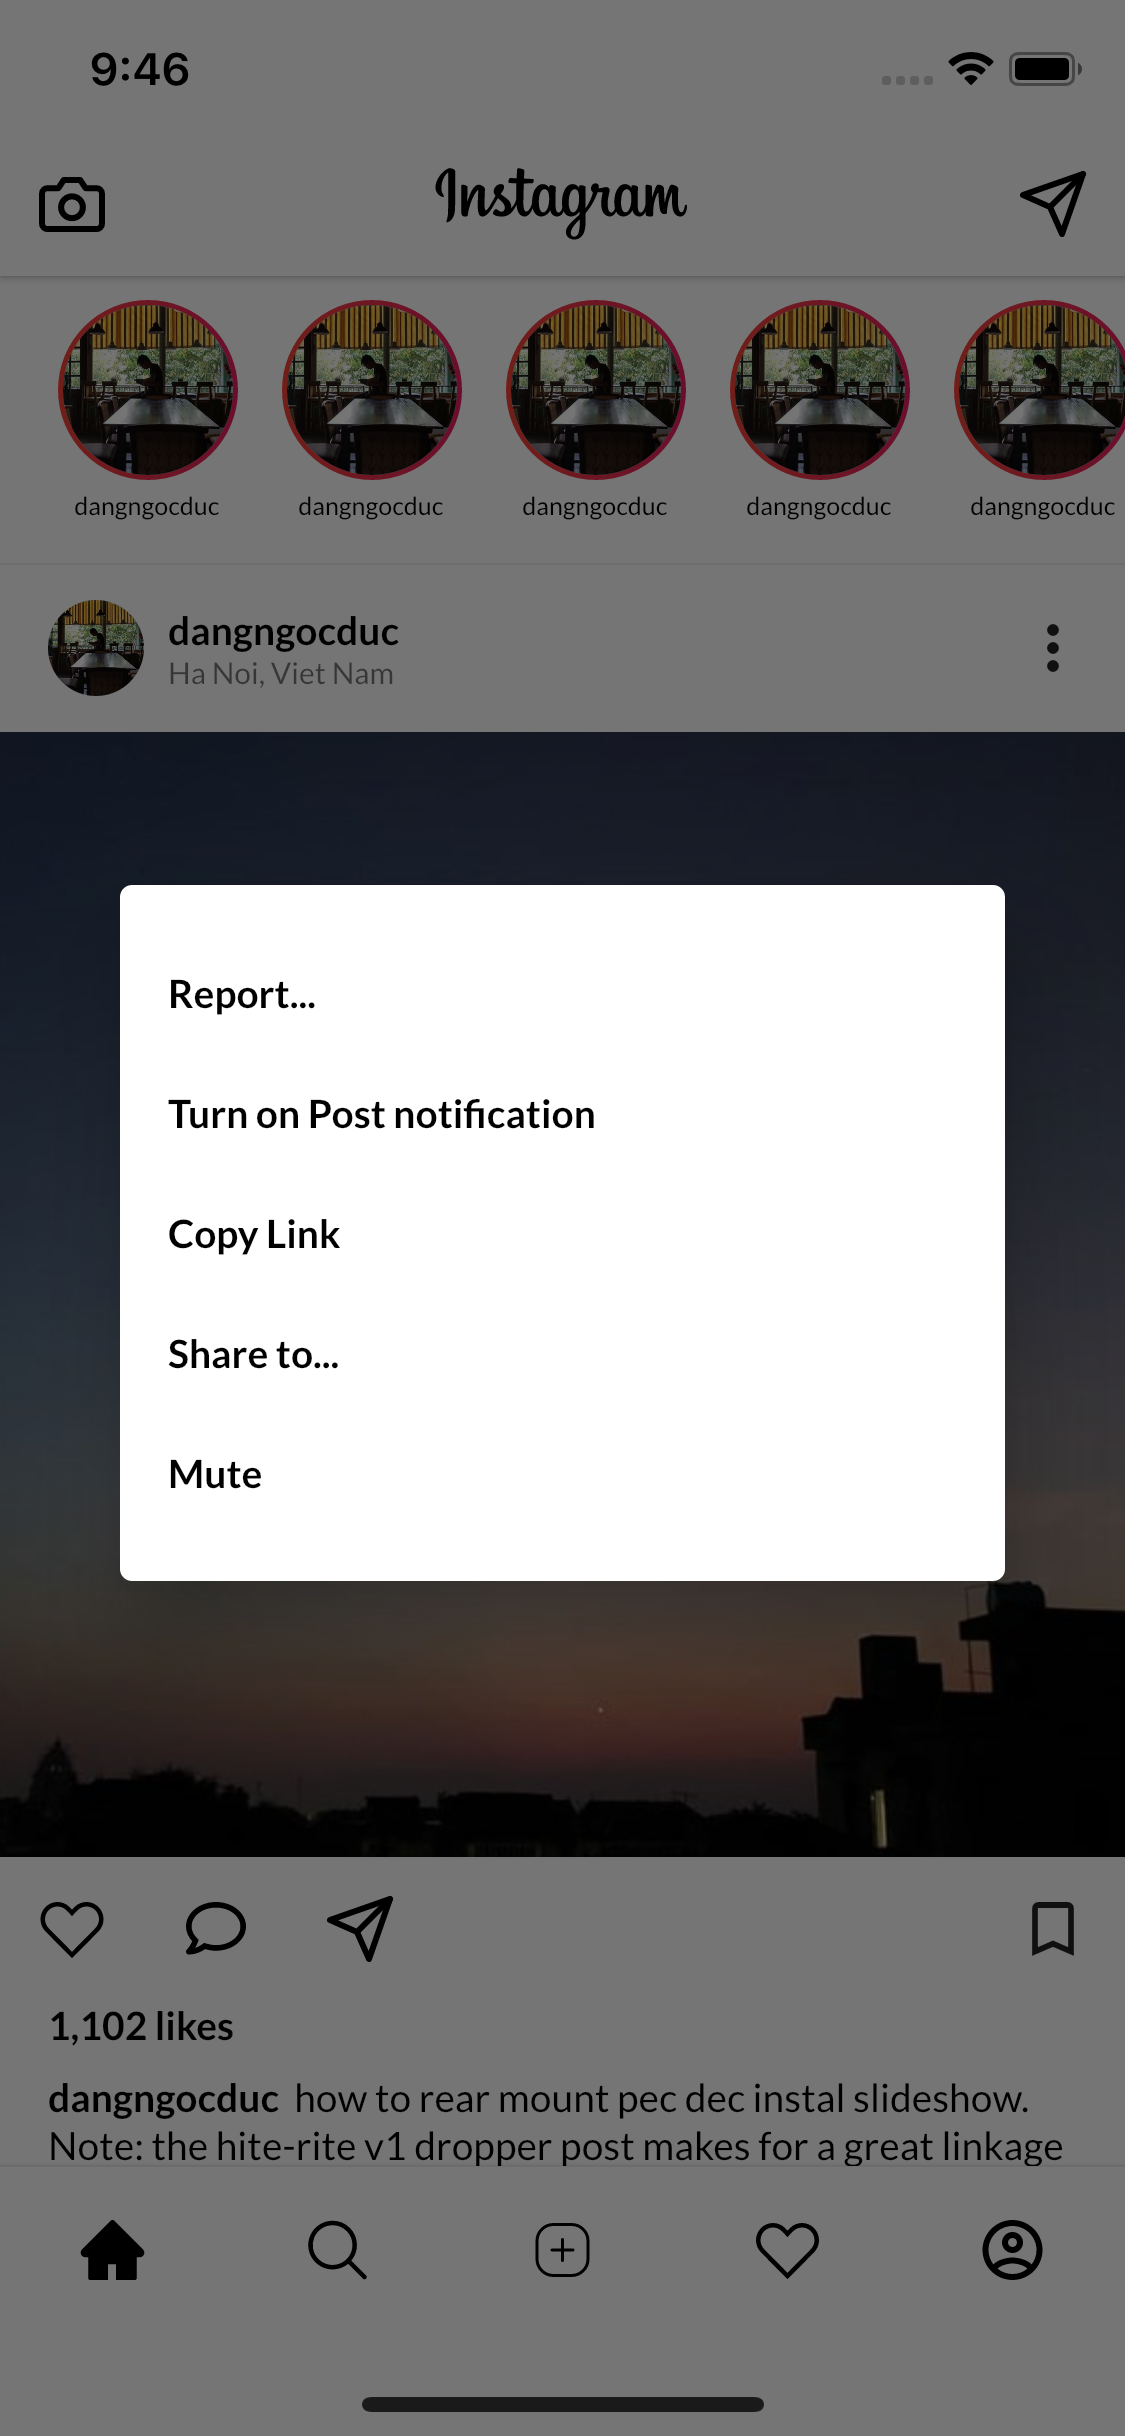 9:46
Instagram
dangngocduc dangngocduc dangngocduc dangngocduc dangngocduc
dangngocduc
Ha Noi, Viet Nam
Report...
Turn on Post notification
Copy Link
Share to...
Mute
1,102 likes
dangngocduc how to rear mount pec dec instal slideshow.
Note: the hite-rite v1 dropper post makes for a great linkage